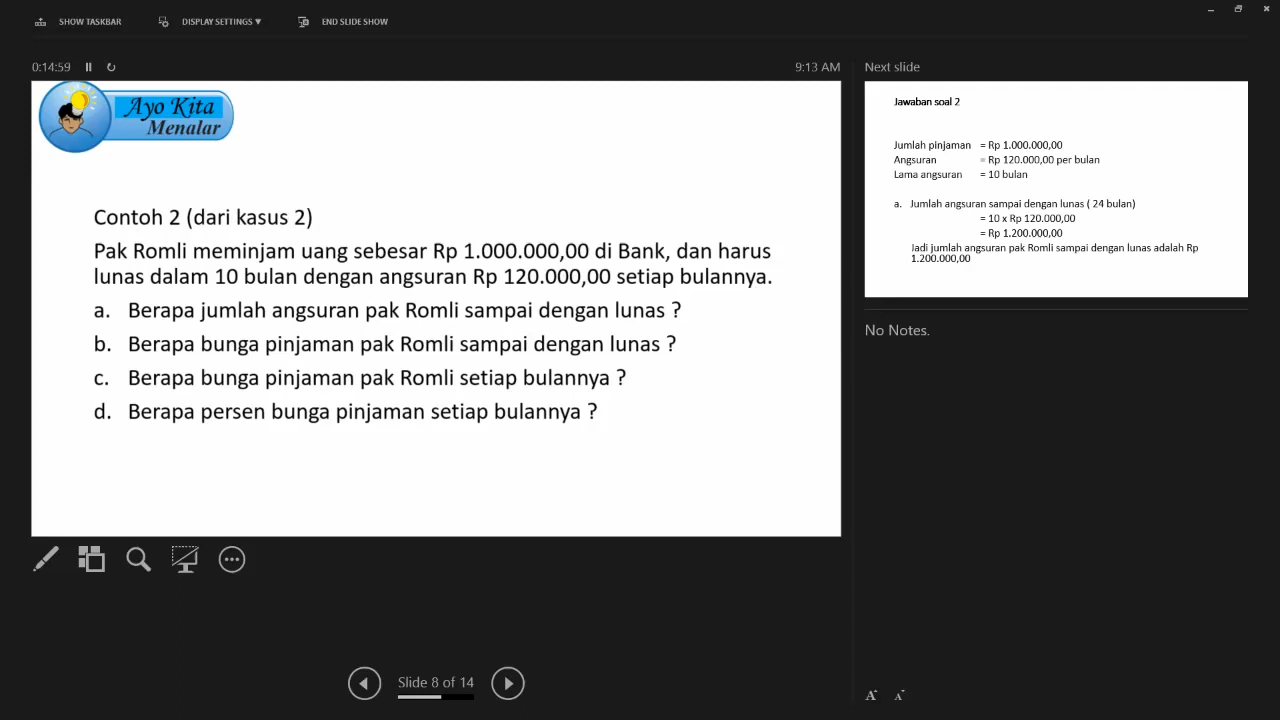 SHOW TASKBAR
DISPLAY SETTINGS ▼
END SLIDE SHOW
0:14:59
9:13 AM
Next slide
Ayo Kita
Menalar
Contoh 2 (dari kasus 2)
Pak Romli meminjam uang sebesar Rp 1.000.000,00 di Bank, dan harus
lunas dalam 10 bulan dengan angsuran Rp 120.000,00 setiap bulannya.
a. Berapa jumlah angsuran pak Romli sampai dengan lunas ?
b. Berapa bunga pinjaman pak Romli sampai dengan lunas ?
c. Berapa bunga pinjaman pak Romli setiap bulannya ?
d. Berapa persen bunga pinjaman setiap bulannya ?
Jawaban soal 2
Jumlah pinjaman = Rp 1.000.000,00
Angsuran = Rp 120.000,00 per bulan
Lama angsuran = 10 bulan
a. Jumlah angsuran sampai dengan lunas ( 24 bulan)
= 10 x Rp 120.000,00
= Rp 1.200.000,00
Jadi jumlah angsuran pak Romli sampai dengan lunas adalah Rp
1.200.000,00
No Notes.
Slide 8 of 14
A A